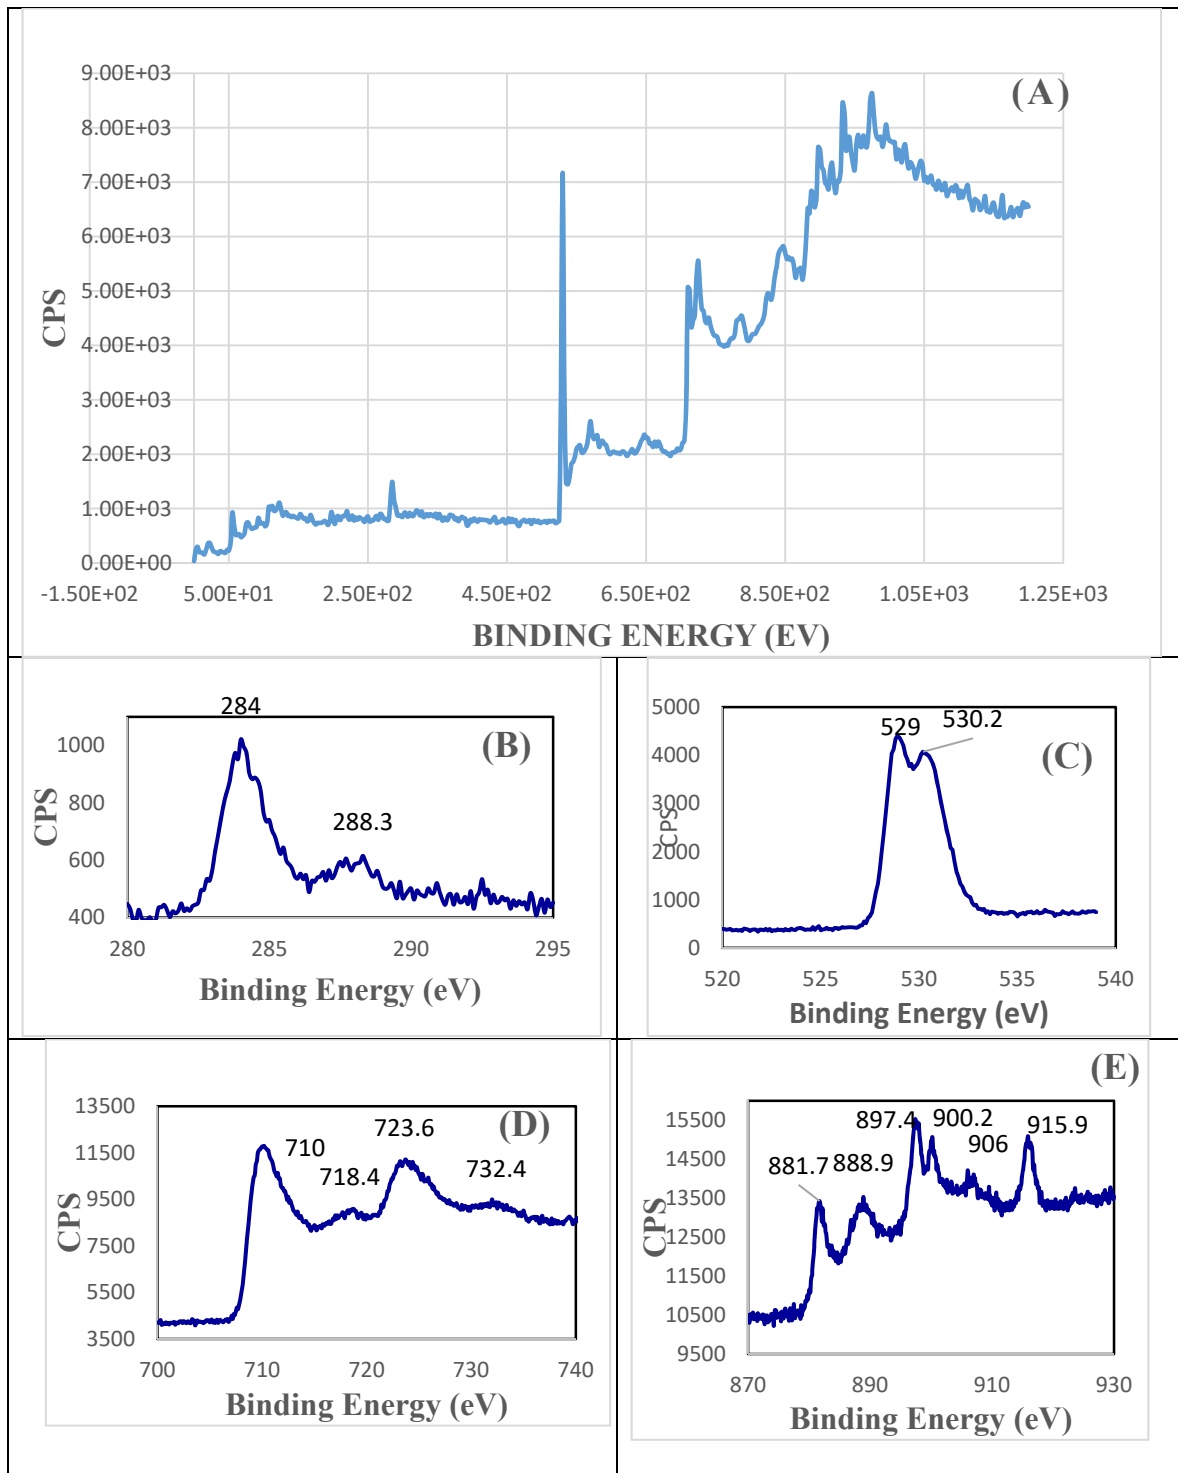 9.00E+03
(A)
8.00E+03
7.00E+03
6.00E+03
5.00E+03
4.00E+03
3.00E+03
2.00E+03
1.00E+03
0.00E+00
CPS
-1.50E+02 5.00E+01 2.50E+02 4.50E+02 6.50E+02 8.50E+02 1.05E+03 1.25E+03
BINDING ENERGY (EV)
284
(B)
1000
800
288.3
600
400
CPS
280 285 290 295
Binding Energy (eV)
5000
529 530.2
(C)
4000
3000
2000
1000
0
CPS
520 525 530 535 540
Binding Energy (eV)
13500
(D)
723.6
11500
710
718.4
732.4
9500
7500
5500
3500
CPS
700 710 720 730 740
Binding Energy (eV)
(E)
15500
897.4 900.2
906
915.9
14500
881.7 888.9
13500
12500
11500
10500
9500
CPS
870 890 910 930
Binding Energy (eV)